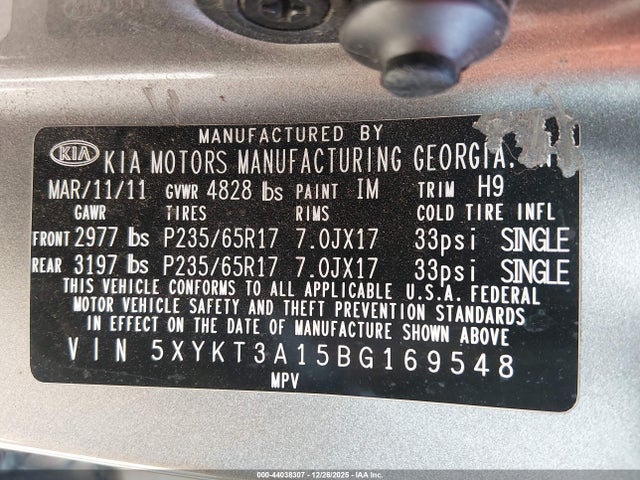 MANUFACTURED BY
KIA KIA MOTORS MANUFACTURING GEORGIA.
MAR/11/11 GVWR 4828 lbs PAINT IM TRIM H9
GAWR TIRES RIMS COLD TIRE INFL
FRONT 2977 lbs P235/65R17 7.0JX17 33psi SINGLE
REAR 3197 lbs P235/65R17 7.0JX17 33psi SINGLE
THIS VEHICLE CONFORMS TO ALL APPLICABLE U.S.A. FEDERAL
MOTOR VEHICLE SAFETY AND THEFT PREVENTION STANDARDS
IN EFFECT ON THE DATE OF MANUFACTURE SHOWN ABOVE.
VIN 5XYKT3A15BG169548
MPV
000-44038307 - 12/26/2025 - IAA Inc.